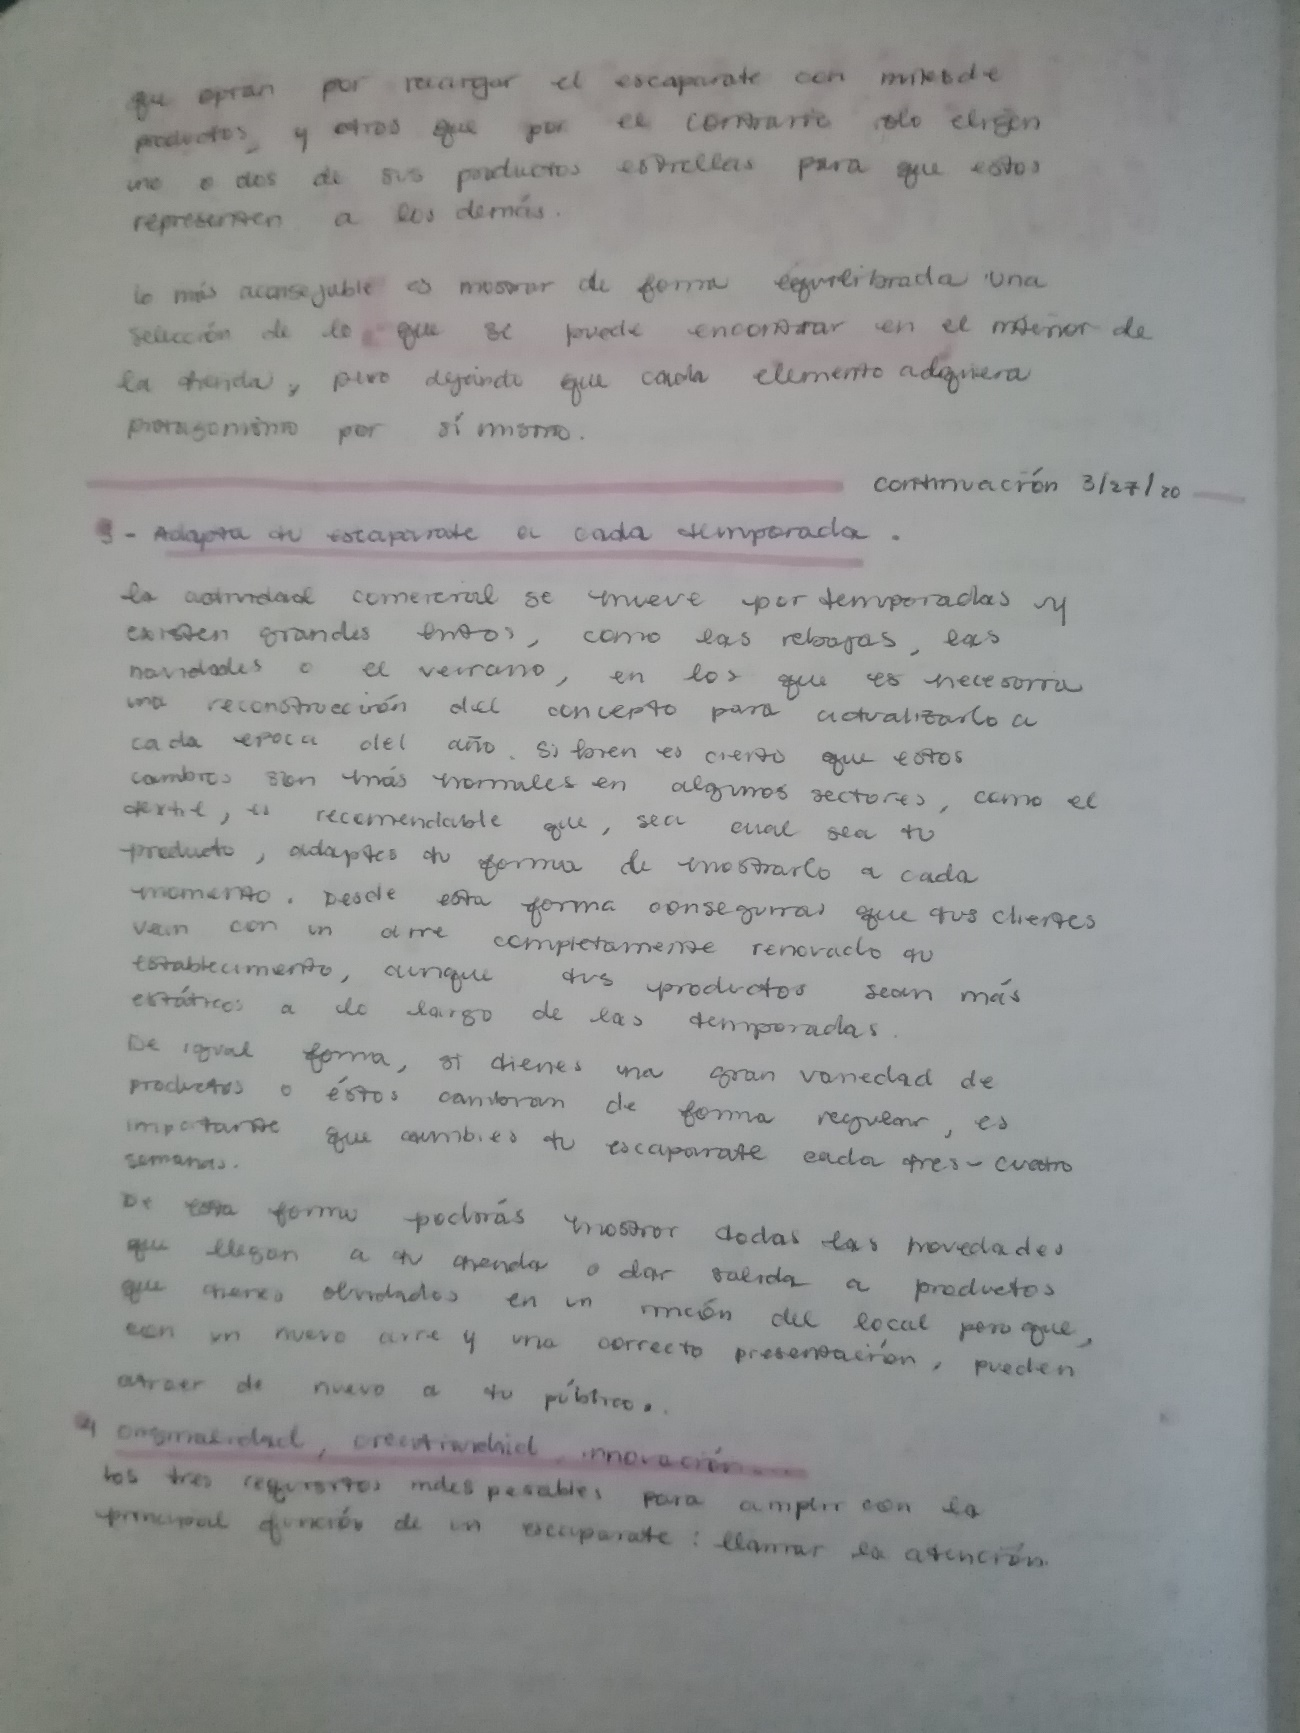 que opran por recargar el escaparate con miles de
productos, y otros que por el contrario solo eligen
uno o dos de sus productos estrellas para que estos
representen a los demás.
lo más aconsejable es mostrar de forma equilibrada una
selección de lo que se puede encontrar en el interior de
la tienda, pero dejando que cada elemento adquiera
protagonismo por sí mismo.
continuación 3/27/20
3- Adapta tu escaparate a cada temporada.
la actividad comercial se mueve por temporadas y
existen grandes hitos, como las rebajas, las
navidades o el verano, en los que es necesaria
una reconstrucción del concepto para actualizarlo a
cada epoca del año. Si bien es cierto que estos
cambios son más normales en algunos sectores, como el
textil, es recomendable que, sea cual sea tu
producto, adaptes tu forma de mostrarlo a cada
momento. Desde esta forma conseguiras que tus clientes
vean con un aire completamente renovado tu
establecimiento, aunque tus productos sean más
estáticos a lo largo de las temporadas.
De igual forma, si tienes una gran variedad de
productos o éstos cambian de forma regular, es
importante que cambies tu escaparate cada tres-cuatro
semanas.
De esta forma podrás mostrar todas las novedades
que llegan a tu tienda o dar salida a productos
que tienes olvidados en un rincón del local pero que,
con un nuevo aire y una correcto presentación, pueden
atraer de nuevo a tu público.
4 originalidad, creatividad, innovación....
los tres requisitos indespesables para cumplir con la
principal función de un escaparate: llamar la atención.